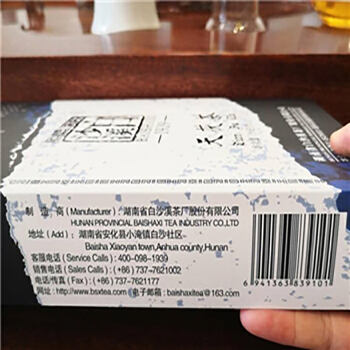 制 造 商 (Manufacturer) : 湖南省白沙溪茶厂股份有限公司
HUNAN PROVINCIAL BAISHAXI TEA INDUSTRY CO.,LTD
地址 (Add) : 湖南省安化县小淹镇白沙社区
Baisha Xiaoyan town,Anhua county,Hunan
客服电话 (Service Calls) : 400-098-1939
销售电话 (Sales Calls) : (+86) 737-7621002
电话/传真 (Fax) : (+86) 737-7621177
网址 : http://www.bsxtea.com 电子邮箱 : baishaxitea@163.com
6 941363 839101